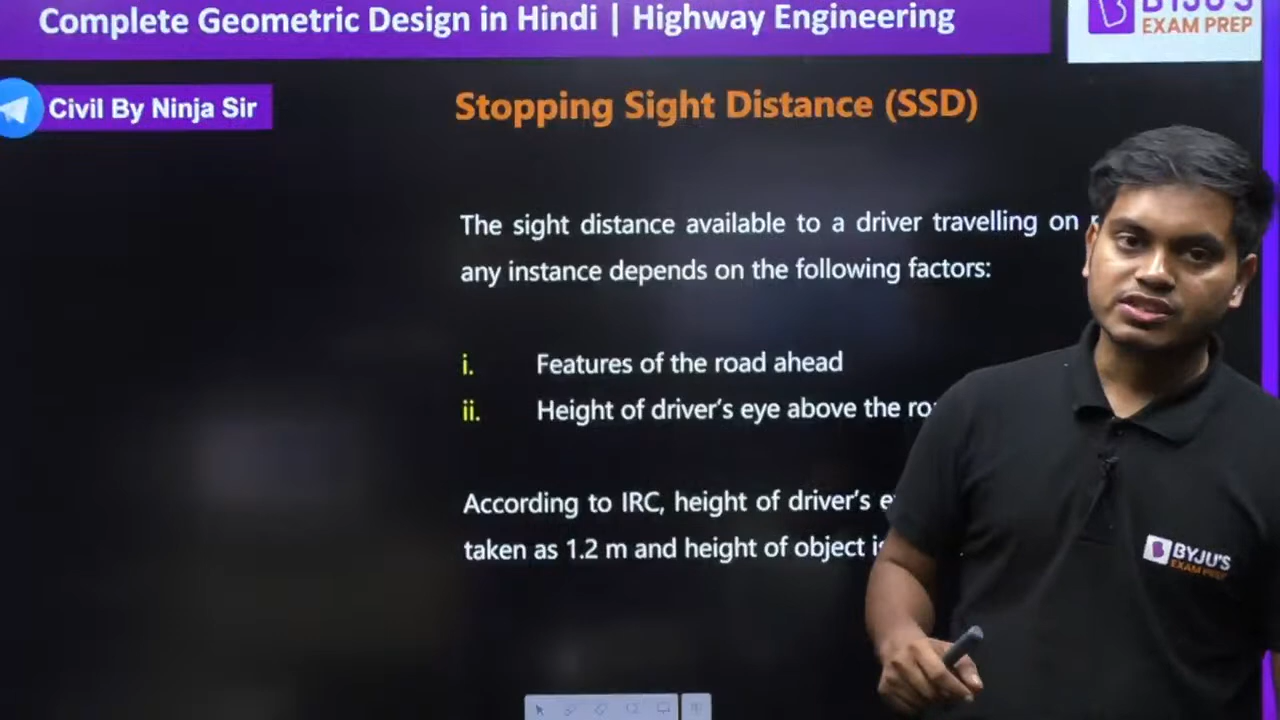 Complete Geometric Design in Hindi | Highway Engineering
BYJU'S
EXAM PREP
Civil By Ninja Sir
Stopping Sight Distance (SSD)
The sight distance available to a driver travelling on
any instance depends on the following factors:
i. Features of the road ahead
ii. Height of driver's eye above the
According to IRC, height of driver's
taken as 1.2 m and height of object
BYJU'S
EXAM PREP